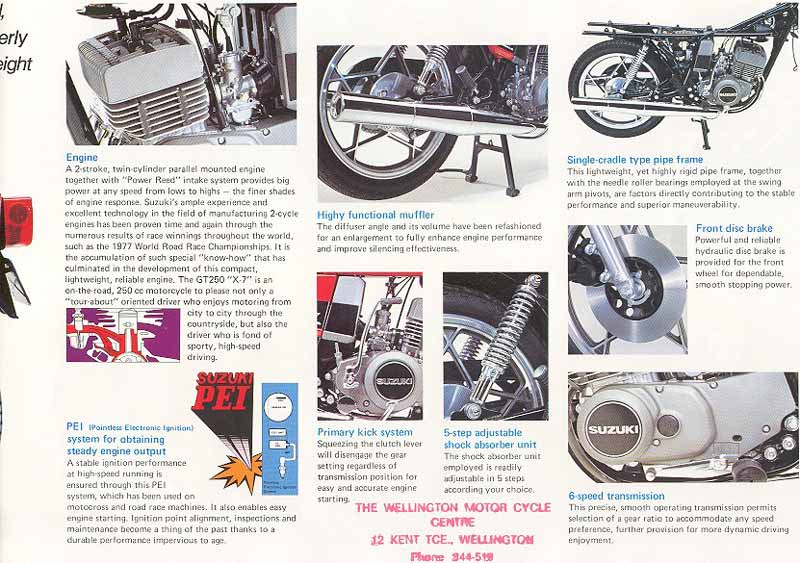 l,
erly
eight
Engine
A 2-stroke, twin-cylinder parallel mounted engine
together with "Power Reed" intake system provides big
power at any speed from lows to highs — the finer shades
of engine response. Suzuki's ample experience and
excellent technology in the field of manufacturing 2-cycle
engines has been proven time and again through the
numerous results of race winnings throughout the world,
such as the 1977 World Road Race Championships. It is
the accumulation of such special "know-how" that has
culminated in the development of this compact,
lightweight, reliable engine. The GT250 "X-7" is an
on-the-road, 250 cc motorcycle to please not only a
"tour-about" oriented driver who enjoys motoring from
city to city through the
countryside, but also the
driver who is fond of
sporty, high-speed
driving.
SUZUKI
PEI
PEI (Pointless Electronic Ignition)
system for obtaining
steady engine output
A stable ignition performance
at high-speed running is
ensured through this PEI
system, which has been used on
motocross and road race machines. It also enables easy
engine starting. Ignition point alignment, inspections and
maintenance become a thing of the past thanks to a
durable performance impervious to age.
Highy functional muffler
The diffuser angle and its volume have been refashioned
for an enlargement to fully enhance engine performance
and improve silencing effectiveness.
SUZUKI
Primary kick system
Squeezing the clutch lever
will disengage the gear
setting regardless of
transmission position for
easy and accurate engine
starting.
5-step adjustable
shock absorber unit
The shock absorber unit
employed is readily
adjustable in 5 steps
according your choice.
THE WELLINGTON MOTOR CYCLE
CENTRE
12 KENT TCE., WELLINGTON
Phone 844-519
SUZUKI
Single-cradle type pipe frame
This lightweight, yet highly rigid pipe frame, together
with the needle roller bearings employed at the swing
arm pivots, are factors directly contributing to the stable
performance and superior maneuverability.
Front disc brake
Powerful and reliable
hydraulic disc brake is
provided for the front
wheel for dependable,
smooth stopping power.
SUZUKI
6-speed transmission
This precise, smooth operating transmission permits
selection of a gear ratio to accommodate any speed
preference, further provision for more dynamic driving
enjoyment.